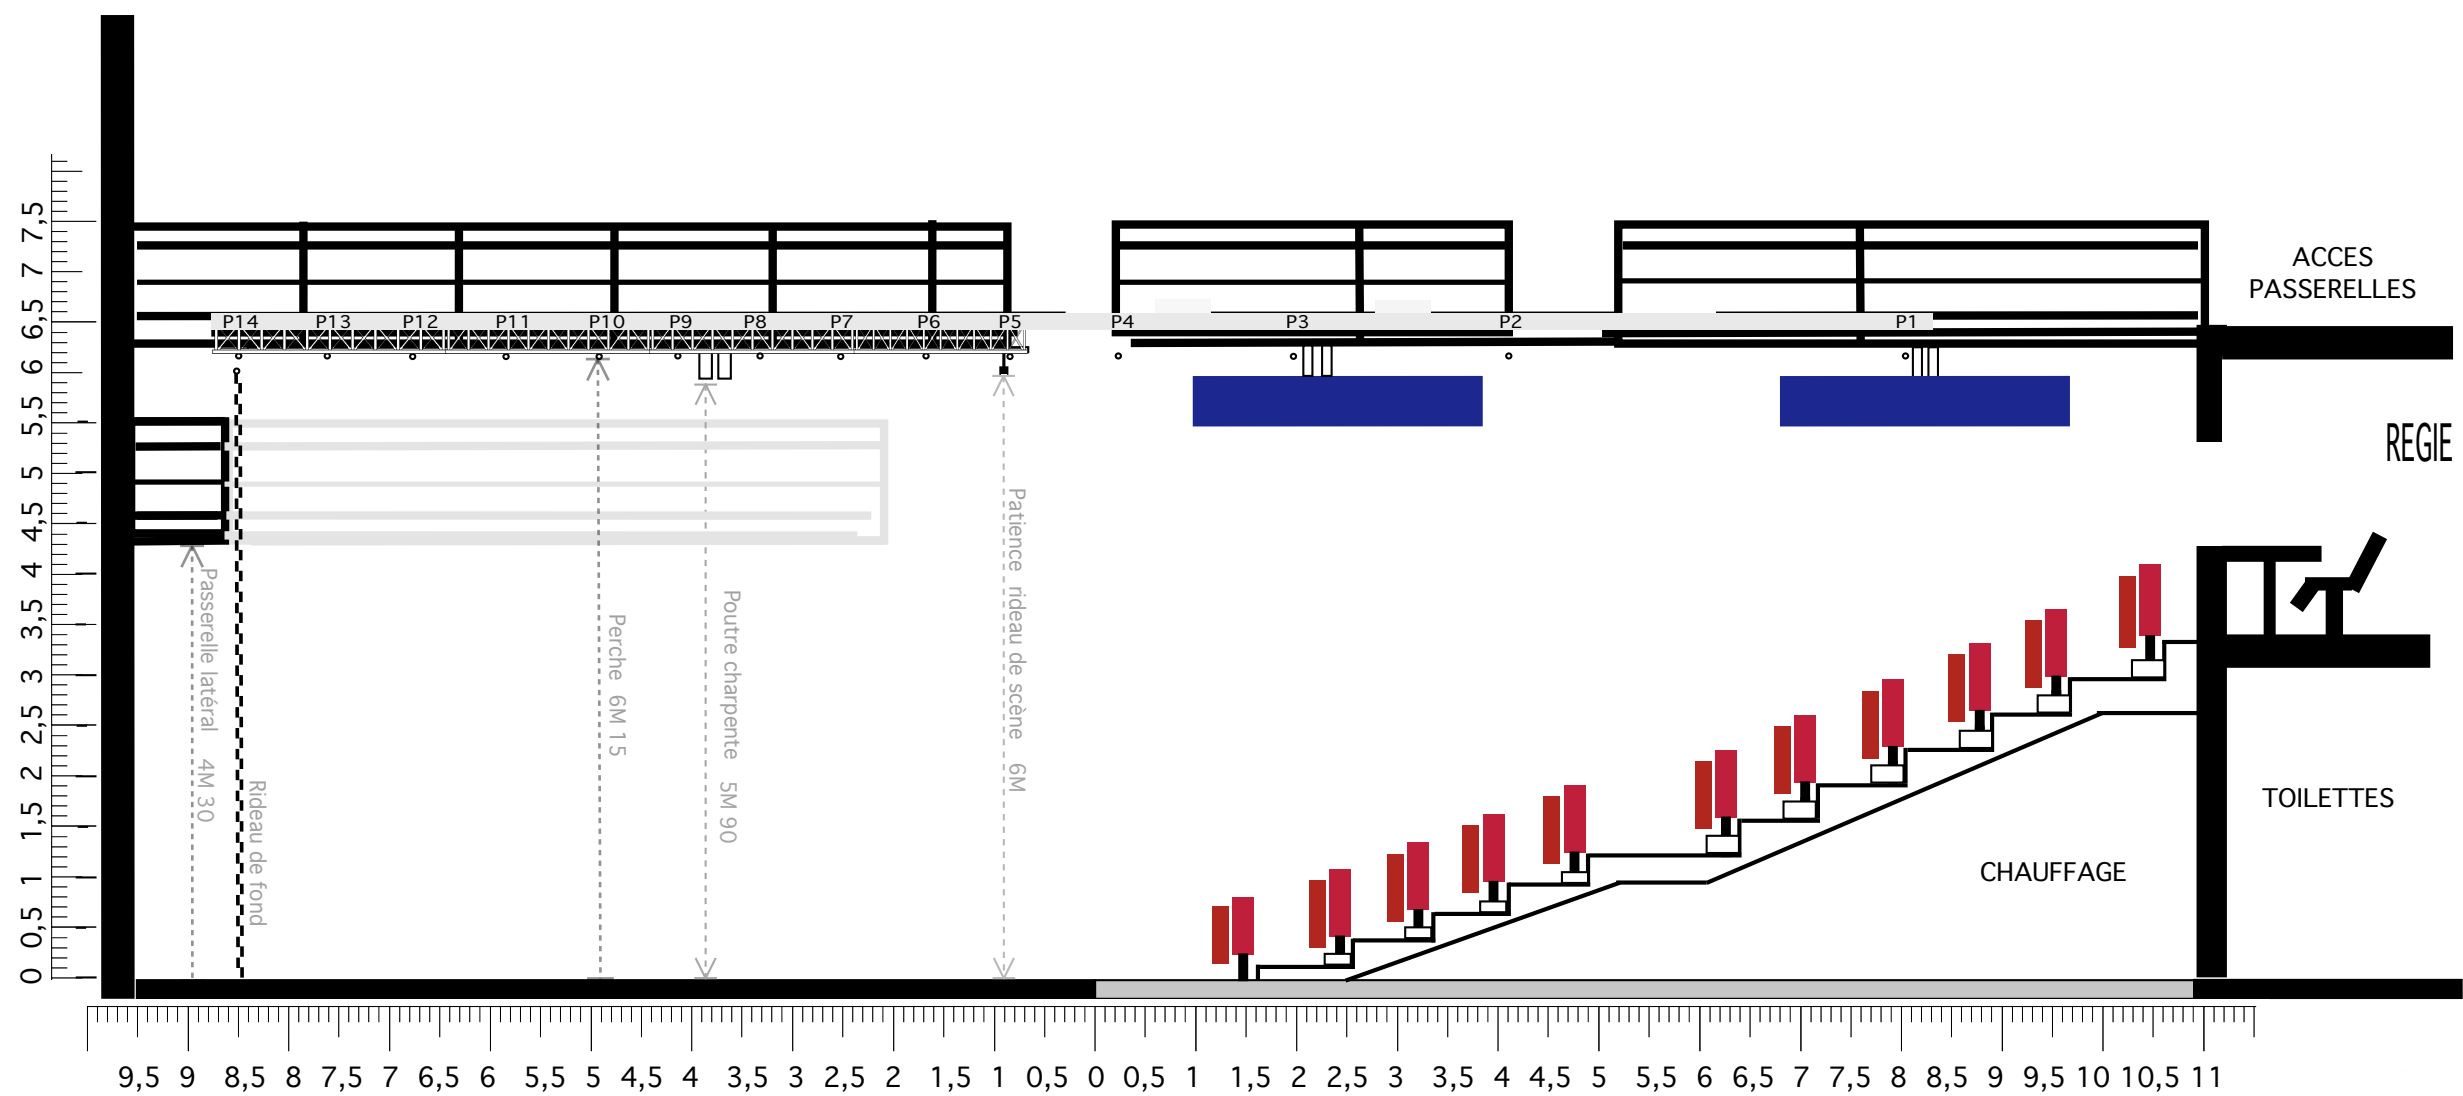 ACCES
PASSERELLES
P14 P13 P12 P11 P10 P9 P8 P7 P6 P5 P4 P3 P2 P1
REGIE
TOILETTES
CHAUFFAGE
Passerelle latéral 4M 30
Rideau de fond
Perche 6M 15
Poutre charpente 5M 90
Patience rideau de scène 6M
7,5
7
6,5
6
5,5
5
4,5
4
3,5
3
2,5
2
1,5
1
0,5
0
9,5 9 8,5 8 7,5 7 6,5 6 5,5 5 4,5 4 3,5 3 2,5 2 1,5 1 0,5 0 0,5 1 1,5 2 2,5 3 3,5 4 4,5 5 5,5 6 6,5 7 7,5 8 8,5 9 9,5 10 10,5 11